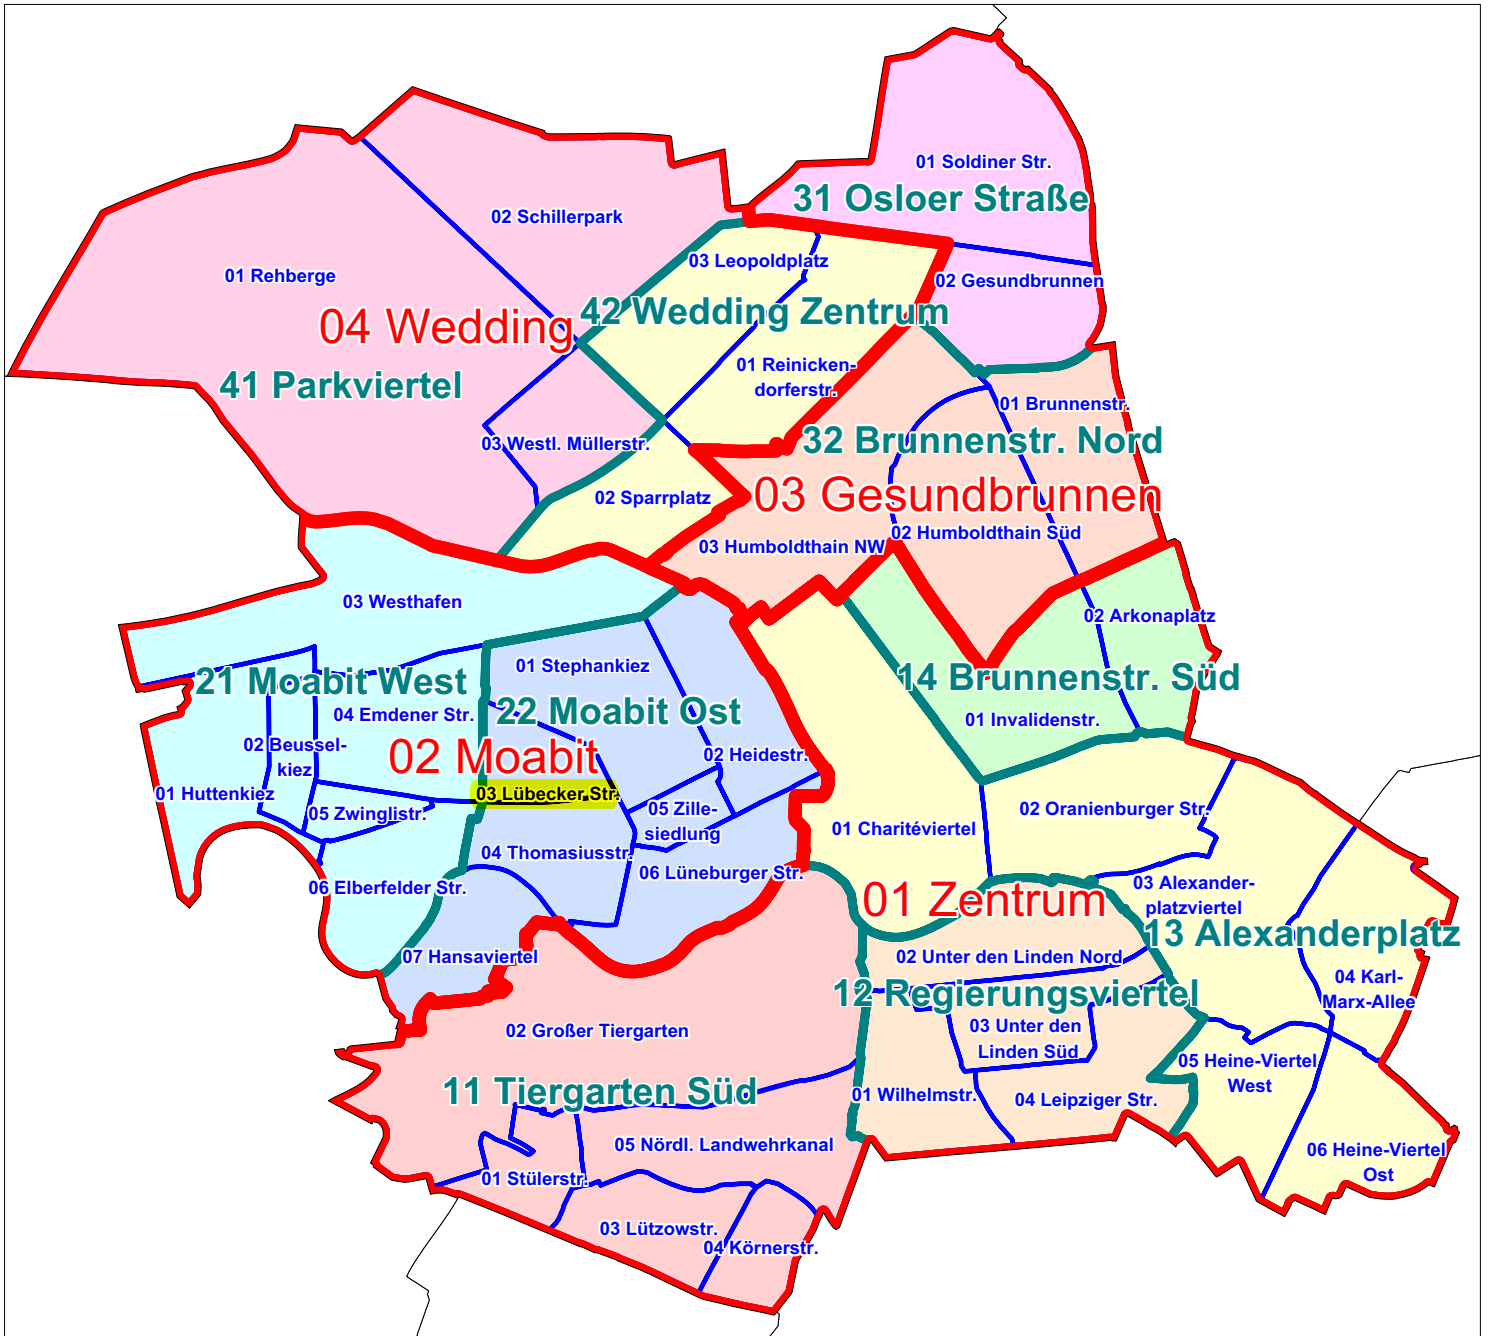 01 Soldiner Str.
31 Osloer Straße
02 Schillerpark
03 Leopoldplatz
01 Rehberge
02 Gesundbrunnen
42 Wedding Zentrum
04 Wedding
01 Reinicken-
dorferstr.
41 Parkviertel
01 Brunnenstr.
03 Westl. Müllerstr.
32 Brunnenstr. Nord
02 Sparrplatz
03 Gesundbrunnen
02 Humboldthain Süd
03 Humboldthain NW
03 Westhafen
02 Arkonaplatz
01 Stephankiez
21 Moabit West
14 Brunnenstr. Süd
22 Moabit Ost
04 Emdener Str.
01 Invalidenstr.
02 Beussel-
kiez
02 Moabit
02 Heidestr.
01 Huttenkiez
03 Lübecker Str.
05 Zwinglistr.
05 Zille-
siedlung
02 Oranienburger Str.
01 Charitéviertel
04 Thomasiusstr.
06 Lüneburger Str.
06 Elberfelder Str.
03 Alexander-
platzviertel
01 Zentrum
13 Alexanderplatz
07 Hansaviertel
02 Unter den Linden Nord
04 Karl-
Marx-Allee
12 Regierungsviertel
02 Großer Tiergarten
03 Unter den
Linden Süd
05 Heine-Viertel
West
11 Tiergarten Süd
01 Wilhelmstr.
04 Leipziger Str.
05 Nördl. Landwehrkanal
06 Heine-Viertel
Ost
01 Stülerstr.
03 Lützowstr.
04 Körnerstr.